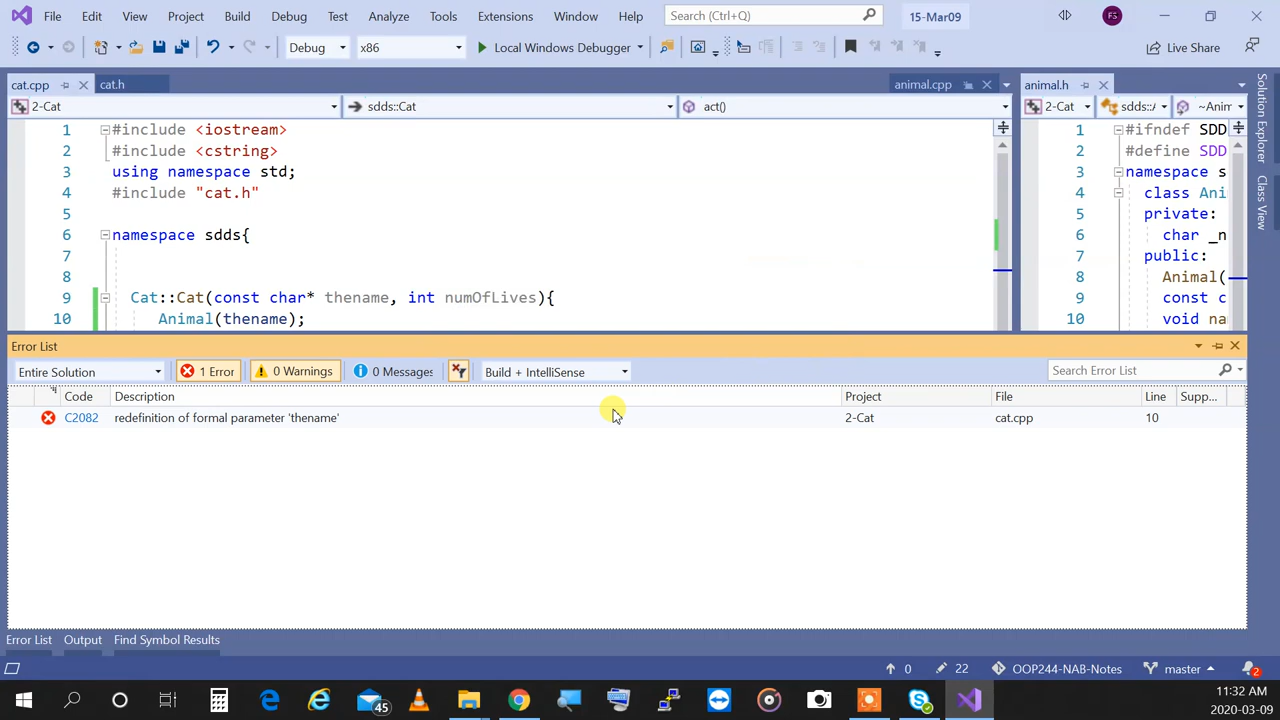 File Edit View Project Build Debug Test Analyze Tools Extensions Window Help Search (Ctrl+Q) 15-Mar09 FS
Debug x86 Local Windows Debugger Live Share
cat.cpp cat.h animal.cpp animal.h
2-Cat sdds::Cat act() 2-Cat sdds::A ~Anim
1 #include <iostream> 1 #ifndef SDD
2 #include <cstring> 2 #define SDD
3 using namespace std; 3 namespace s
4 #include "cat.h" 4 class Ani
5 5 private:
6 namespace sdds{ 6 char _n
7 7 public:
8 8 Animal(
9 Cat::Cat(const char* thename, int numOfLives){ 9 const c
10 Animal(thename); 10 void na
Solution Explorer
Class View
Error List
Entire Solution 1 Error 0 Warnings 0 Messages Build + IntelliSense Search Error List
Code Description Project File Line Supp...
C2082 redefinition of formal parameter 'thename' 2-Cat cat.cpp 10
Error List Output Find Symbol Results
0 22 OOP244-NAB-Notes master 2
45 11:32 AM
2020-03-09